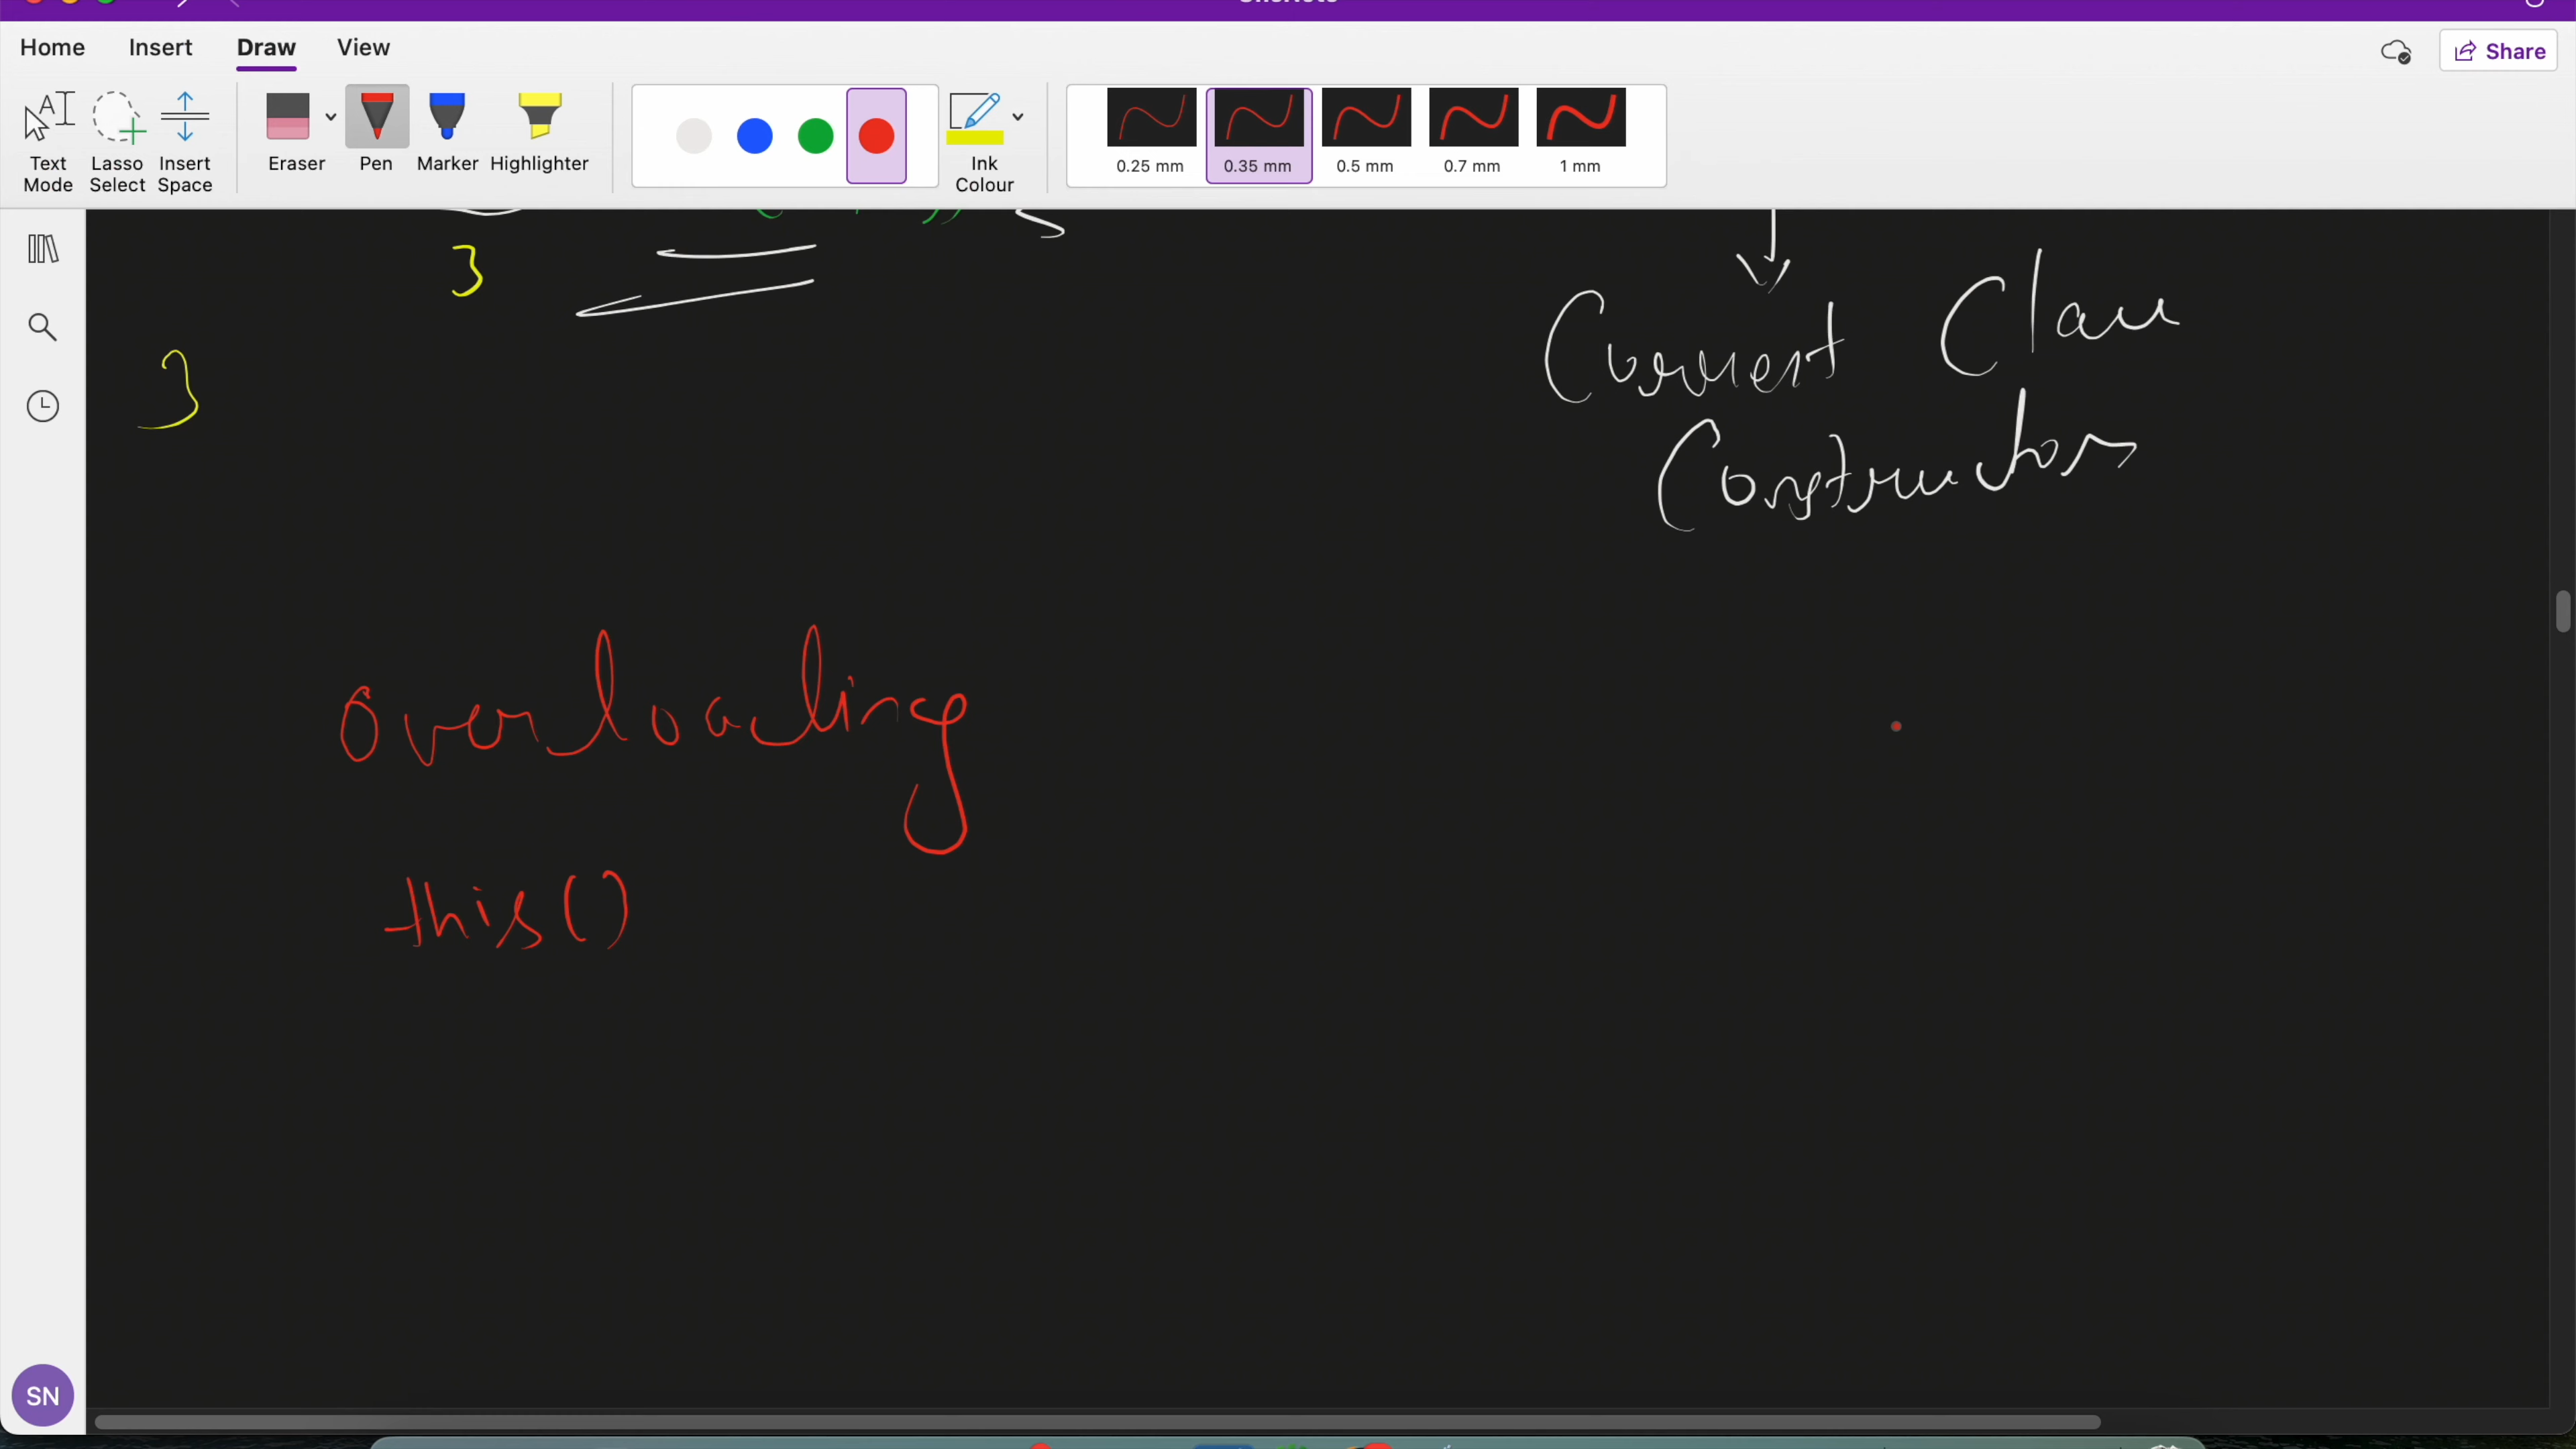 Home Insert Draw View
Share
Text Mode
Lasso Select
Insert Space
Eraser
Pen
Marker
Highlighter
Ink Colour
0.25 mm
0.35 mm
0.5 mm
0.7 mm
1 mm
3
}
Current Class
Constructor
overloading
this()
SN